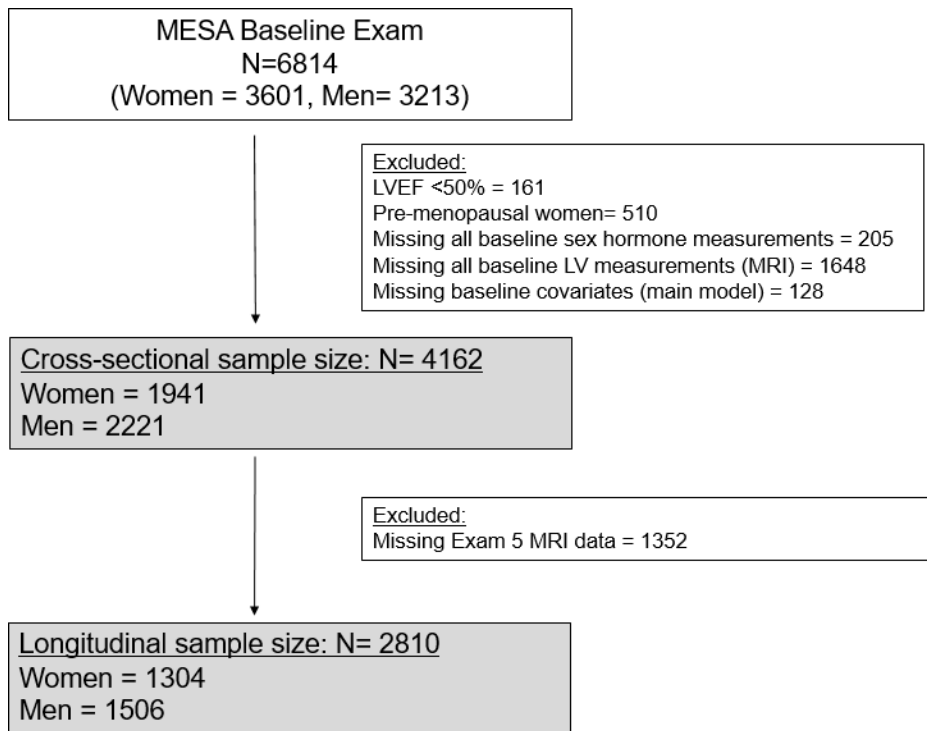 MESA Baseline Exam
N=6814
(Women = 3601, Men= 3213)
Excluded:
LVEF <50% = 161
Pre-menopausal women= 510
Missing all baseline sex hormone measurements = 205
Missing all baseline LV measurements (MRI) = 1648
Missing baseline covariates (main model) = 128
Cross-sectional sample size: N= 4162
Women = 1941
Men = 2221
Excluded:
Missing Exam 5 MRI data = 1352
Longitudinal sample size: N= 2810
Women = 1304
Men = 1506